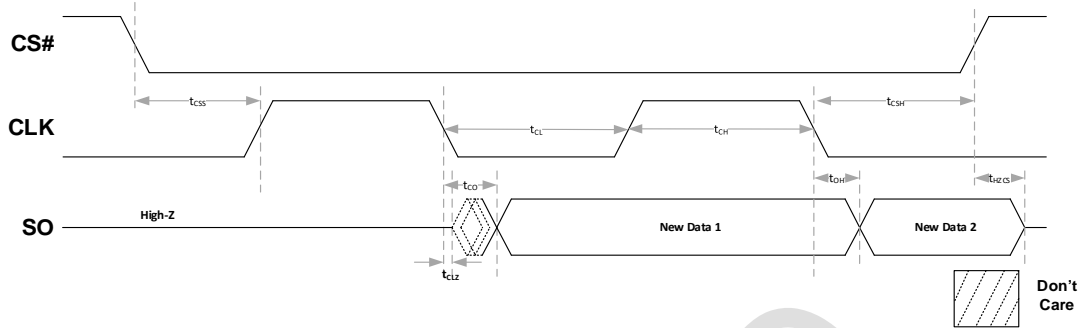 CS#
tCSS
tCSH
CLK
tCL
tCH
tCO
tOH
tHZCS
High-Z
SO
New Data 1
New Data 2
tCLZ
Don't
Care